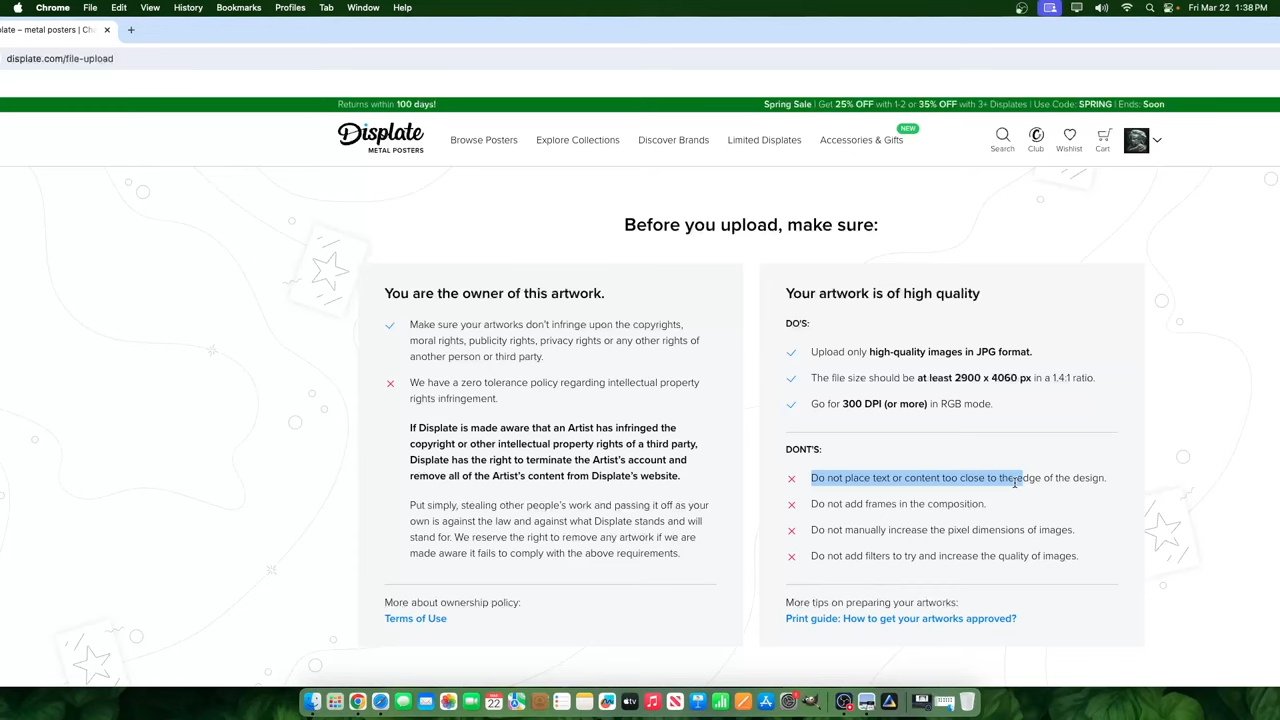 Chrome File Edit View History Bookmarks Profiles Tab Window Help Fri Mar 22 1:38 PM
plate – metal posters | Ch
displate.com/file-upload
Returns within 100 days!
Spring Sale | Get 25% OFF with 1-2 or 35% OFF with 3+ Displates | Use Code: SPRING | Ends: Soon
Displate
METAL POSTERS
Browse Posters Explore Collections Discover Brands Limited Displates Accessories & Gifts NEW
Search Club Wishlist Cart
Before you upload, make sure:
You are the owner of this artwork.
Make sure your artworks don't infringe upon the copyrights,
moral rights, publicity rights, privacy rights or any other rights of
another person or third party.
We have a zero tolerance policy regarding intellectual property
rights infringement.
If Displate is made aware that an Artist has infringed the
copyright or other intellectual property rights of a third party,
Displate has the right to terminate the Artist's account and
remove all of the Artist's content from Displate's website.
Put simply, stealing other people's work and passing it off as your
own is against the law and against what Displate stands and will
stand for. We reserve the right to remove any artwork if we are
made aware it fails to comply with the above requirements.
More about ownership policy:
Terms of Use
Your artwork is of high quality
DO'S:
Upload only high-quality images in JPG format.
The file size should be at least 2900 x 4060 px in a 1.4:1 ratio.
Go for 300 DPI (or more) in RGB mode.
DONT'S:
Do not place text or content too close to the edge of the design.
Do not add frames in the composition.
Do not manually increase the pixel dimensions of images.
Do not add filters to try and increase the quality of images.
More tips on preparing your artworks:
Print guide: How to get your artworks approved?